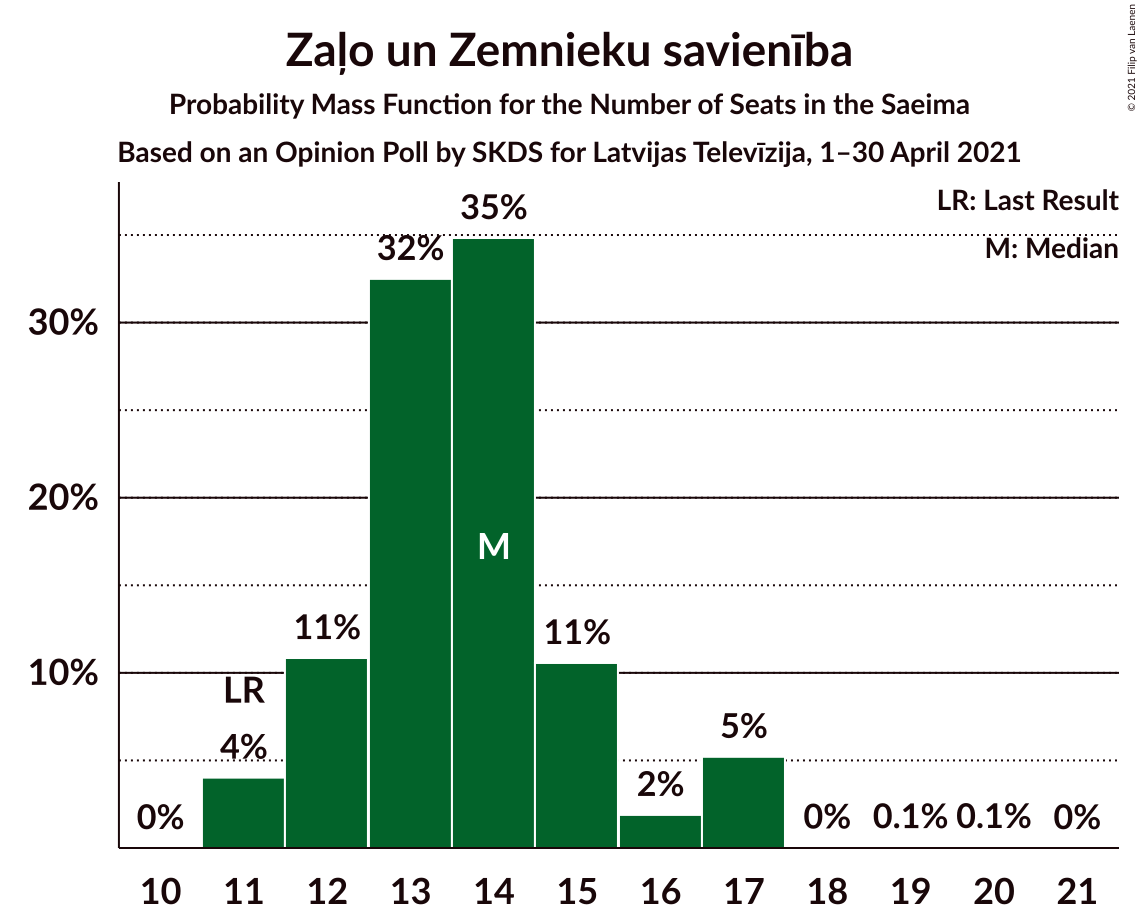 Zaļo un Zemnieku savienība
Probability Mass Function for the Number of Seats in the Saeima
Based on an Opinion Poll by SKDS for Latvijas Televīzija, 1–30 April 2021
© 2021 Filip van Laenen
LR: Last Result
M: Median
35%
32%
30%
20%
M
11%
11%
10%
LR
4%
5%
2%
0%
0%
0.1%
0.1%
0%
10 11 12 13 14 15 16 17 18 19 20 21